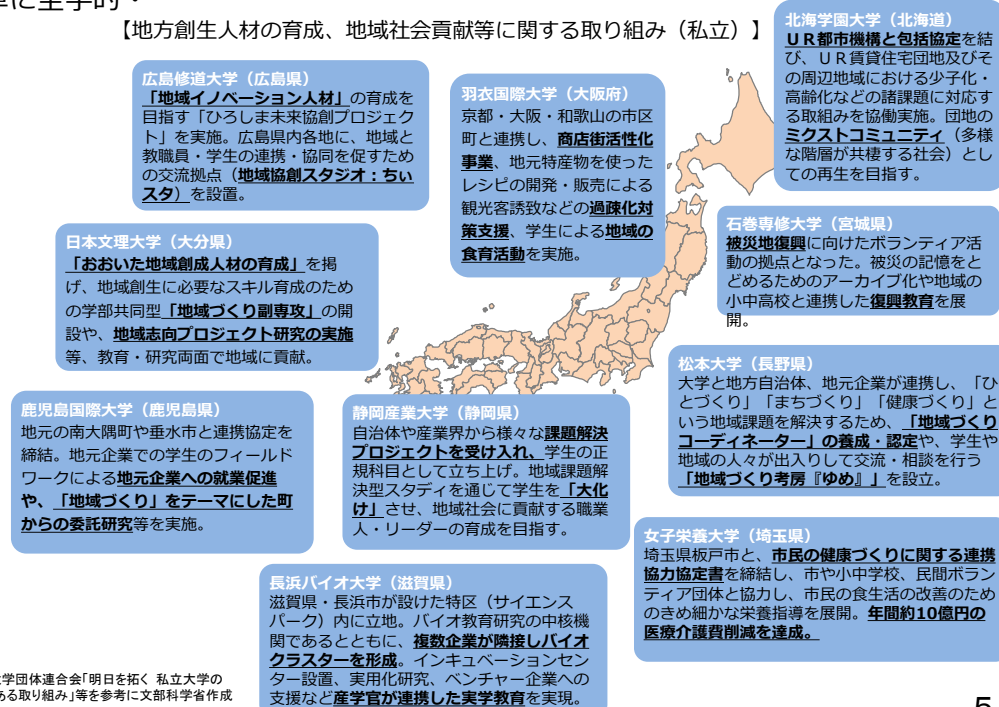 【地方創生人材の育成、地域社会貢献等に関する取り組み（私立）】
北海学園大学（北海道）
ＵＲ都市機構と包括協定を結
び、ＵＲ賃貸住宅団地及びそ
の周辺地域における少子化・
高齢化などの諸課題に対応す
る取組みを協働実施。団地の
ミクストコミュニティ（多様
な階層が共棲する社会）とし
ての再生を目指す。
広島修道大学（広島県）
「地域イノベーション人材」の育成を
目指す「ひろしま未来協創プロジェク
ト」を実施。広島県内各地に、地域と
教職員・学生の連携・協同を促すため
の交流拠点（地域協創スタジオ：ちぃ
スタ）を設置。
羽衣国際大学（大阪府）
京都・大阪・和歌山の市区
町と連携し、商店街活性化
事業、地元特産物を使った
レシピの開発・販売による
観光客誘致などの過疎化対
策支援、学生による地域の
食育活動を実施。
石巻専修大学（宮城県）
被災地復興に向けたボランティア活
動の拠点となった。被災の記憶をと
どめるためのアーカイブ化や地域の
小中高校と連携した復興教育を展
開。
日本文理大学（大分県）
「おおいた地域創成人材の育成」を掲
げ、地域創生に必要なスキル育成のため
の学部共同型「地域づくり副専攻」の開
設や、地域志向プロジェクト研究の実施
等、教育・研究両面で地域に貢献。
松本大学（長野県）
大学と地方自治体、地元企業が連携し、「ひ
とづくり」「まちづくり」「健康づくり」と
いう地域課題を解決するため、「地域づくり
コーディネーター」の養成・認定や、学生や
地域の人々が出入りして交流・相談を行う
「地域づくり考房『ゆめ』」を設立。
鹿児島国際大学（鹿児島県）
地元の南大隅町や垂水市と連携協定を
締結。地元企業での学生のフィールド
ワークによる地元企業への就業促進
や、「地域づくり」をテーマにした町
からの委託研究等を実施。
静岡産業大学（静岡県）
自治体や産業界から様々な課題解決
プロジェクトを受け入れ、学生の正
規科目として立ち上げ。地域課題解
決型スタディを通じて学生を「大化
け」させ、地域社会に貢献する職業
人・リーダーの育成を目指す。
女子栄養大学（埼玉県）
埼玉県坂戸市と、市民の健康づくりに関する連携
協力協定書を締結し、市や小中学校、民間ボラン
ティア団体と協力し、市民の食生活の改善のため
のきめ細かな栄養指導を展開。年間約10億円の
医療介護費削減を達成。
長浜バイオ大学（滋賀県）
滋賀県・長浜市が設けた特区（サイエンス
パーク）内に立地。バイオ教育研究の中核機
関であるとともに、複数企業が隣接しバイオ
クラスターを形成。インキュベーションセン
ター設置、実用化研究、ベンチャー企業への
支援など産学官が連携した実学教育を実現。
学団体連合会「明日を拓く 私立大学の
ある取り組み」等を参考に文部科学省作成